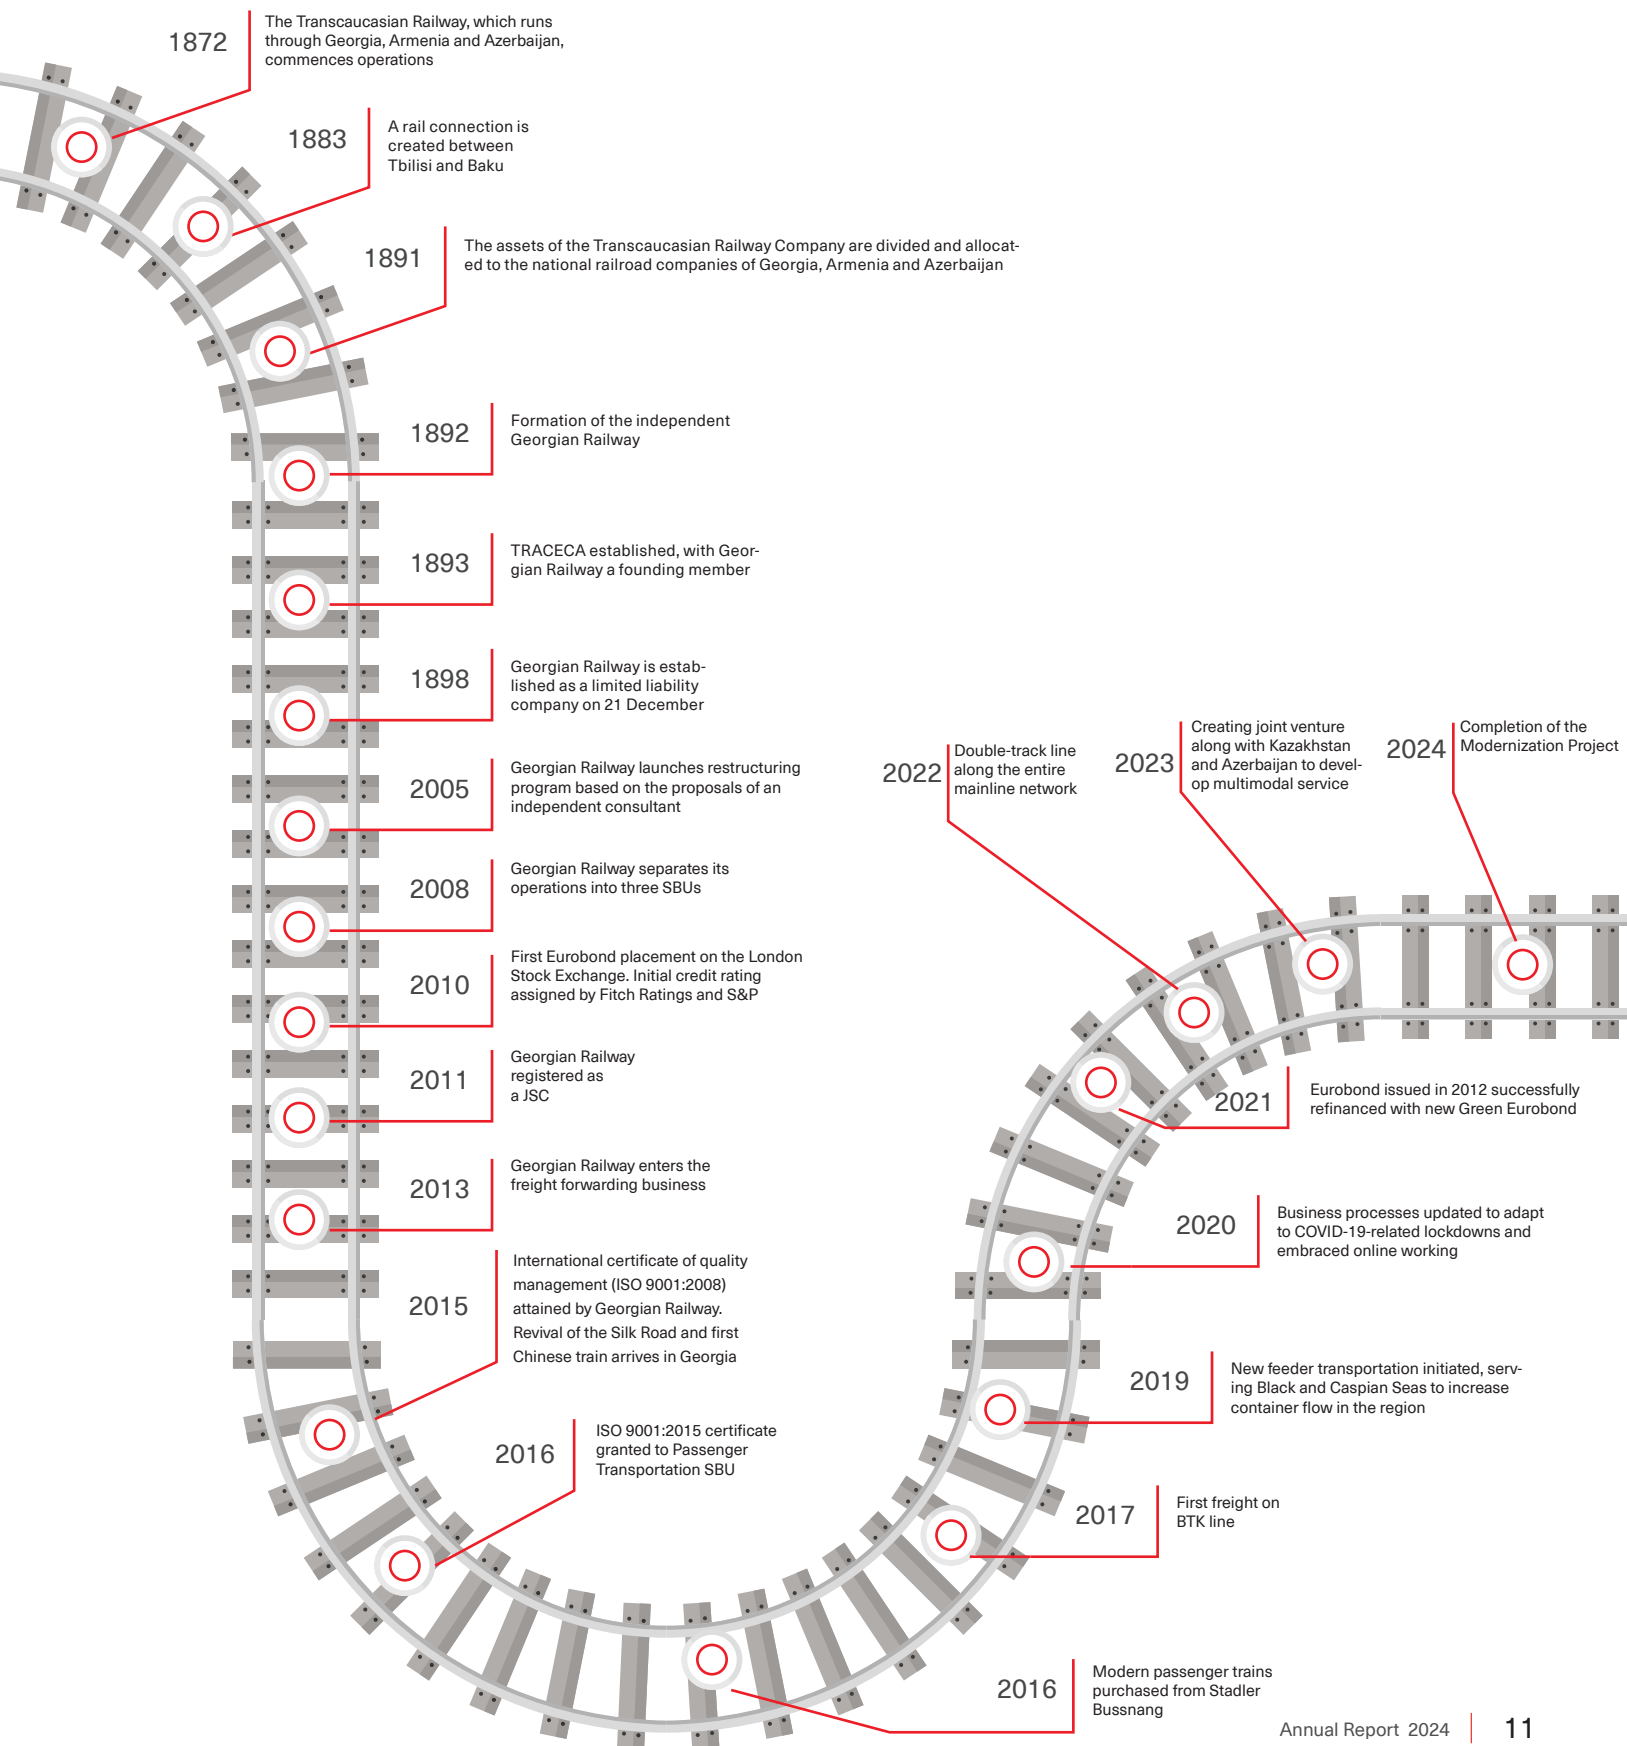 1872
The Transcaucasian Railway, which runs
through Georgia, Armenia and Azerbaijan,
commences operations
1883
A rail connection is
created between
Tbilisi and Baku
1891
The assets of the Transcaucasian Railway Company are divided and allocat-
ed to the national railroad companies of Georgia, Armenia and Azerbaijan
1892
Formation of the independent
Georgian Railway
1893
TRACECA established, with Geor-
gian Railway a founding member
1898
Georgian Railway is estab-
lished as a limited liability
company on 21 December
2005
Georgian Railway launches restructuring
program based on the proposals of an
independent consultant
2008
Georgian Railway separates its
operations into three SBUs
2010
First Eurobond placement on the London
Stock Exchange. Initial credit rating
assigned by Fitch Ratings and S&P
2011
Georgian Railway
registered as
a JSC
2013
Georgian Railway enters the
freight forwarding business
2015
International certificate of quality
management (ISO 9001:2008)
attained by Georgian Railway.
Revival of the Silk Road and first
Chinese train arrives in Georgia
2016
ISO 9001:2015 certificate
granted to Passenger
Transportation SBU
2016
Modern passenger trains
purchased from Stadler
Bussnang
2017
First freight on
BTK line
2019
New feeder transportation initiated, serv-
ing Black and Caspian Seas to increase
container flow in the region
2020
Business processes updated to adapt
to COVID-19-related lockdowns and
embraced online working
2021
Eurobond issued in 2012 successfully
refinanced with new Green Eurobond
2022
Double-track line
along the entire
mainline network
2023
Creating joint venture
along with Kazakhstan
and Azerbaijan to devel-
op multimodal service
2024
Completion of the
Modernization Project
Annual Report 2024
11